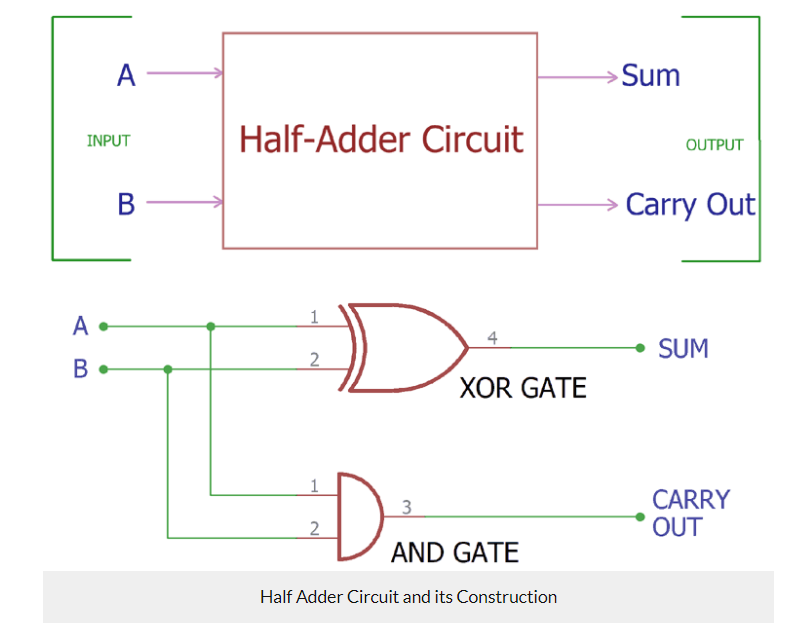 A
Sum
INPUT
Half-Adder Circuit
OUTPUT
B
Carry Out
A
1
4
SUM
B
2
XOR GATE
1
3
CARRY
OUT
2
AND GATE
Half Adder Circuit and its Construction